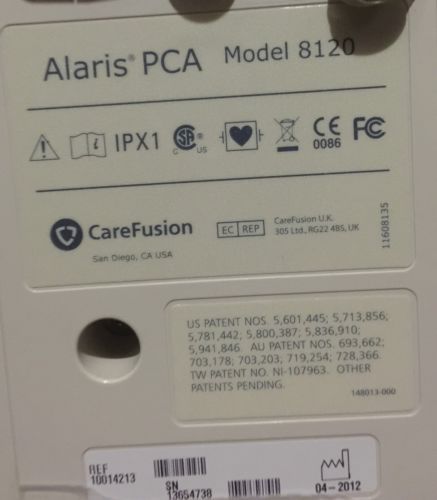 Alaris® PCA Model 8120
IPX1 SA® C US CE 0086 FC
CareFusion
San Diego, CA USA
EC REP
CareFusion U.K.
305 Ltd., RG22 4BS, UK
11608135
US PATENT NOS. 5,601,445; 5,713,856;
5,781,442; 5,800,387; 5,836,910;
5,941,846. AU PATENT NOS. 693,662;
703,178; 703,203; 719,254; 728,366.
TW PATENT NO. NI-107963. OTHER
PATENTS PENDING.
148013-000
REF
10014213
SN
13654738
04-2012